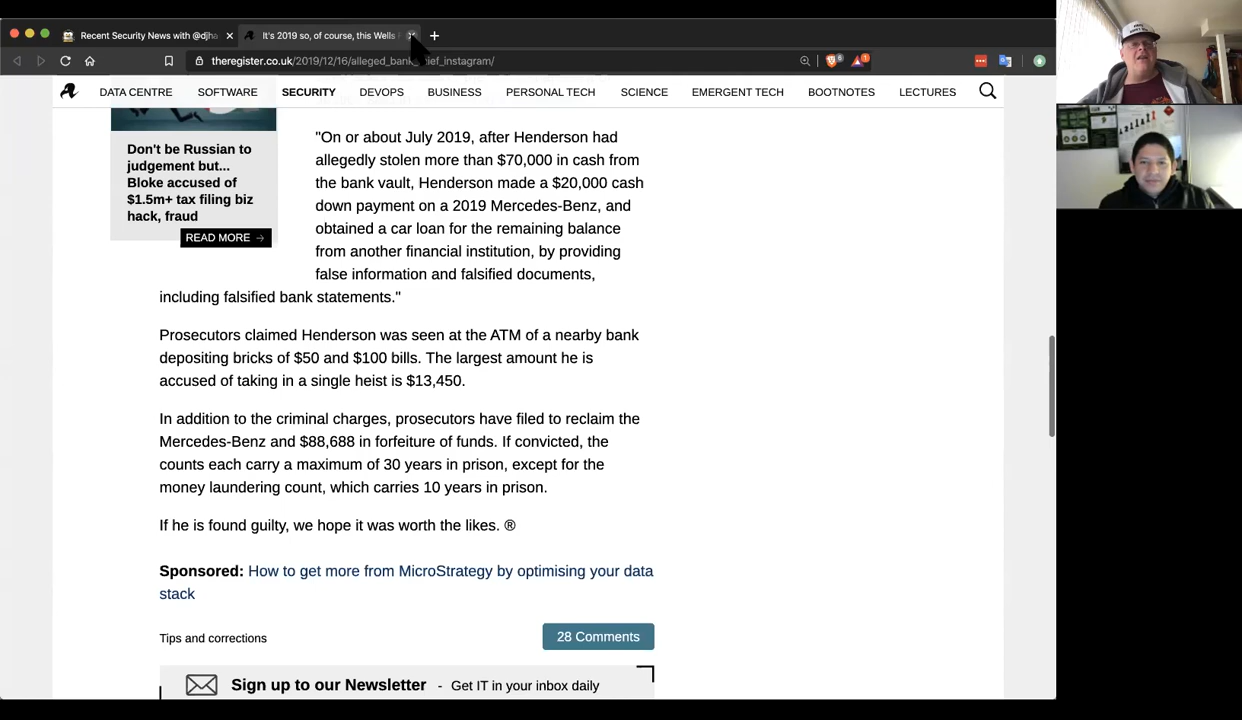 Recent Security News with @djha
It's 2019 so, of course, this Wells F
theregister.co.uk/2019/12/16/alleged_bank_ief_instagram/
DATA CENTRE SOFTWARE SECURITY DEVOPS BUSINESS PERSONAL TECH SCIENCE EMERGENT TECH BOOTNOTES LECTURES
Don't be Russian to
judgement but...
Bloke accused of
$1.5m+ tax filing biz
hack, fraud
READ MORE →
"On or about July 2019, after Henderson had
allegedly stolen more than $70,000 in cash from
the bank vault, Henderson made a $20,000 cash
down payment on a 2019 Mercedes-Benz, and
obtained a car loan for the remaining balance
from another financial institution, by providing
false information and falsified documents,
including falsified bank statements."
Prosecutors claimed Henderson was seen at the ATM of a nearby bank
depositing bricks of $50 and $100 bills. The largest amount he is
accused of taking in a single heist is $13,450.
In addition to the criminal charges, prosecutors have filed to reclaim the
Mercedes-Benz and $88,688 in forfeiture of funds. If convicted, the
counts each carry a maximum of 30 years in prison, except for the
money laundering count, which carries 10 years in prison.
If he is found guilty, we hope it was worth the likes. ®
Sponsored: How to get more from MicroStrategy by optimising your data
stack
Tips and corrections
28 Comments
Sign up to our Newsletter - Get IT in your inbox daily